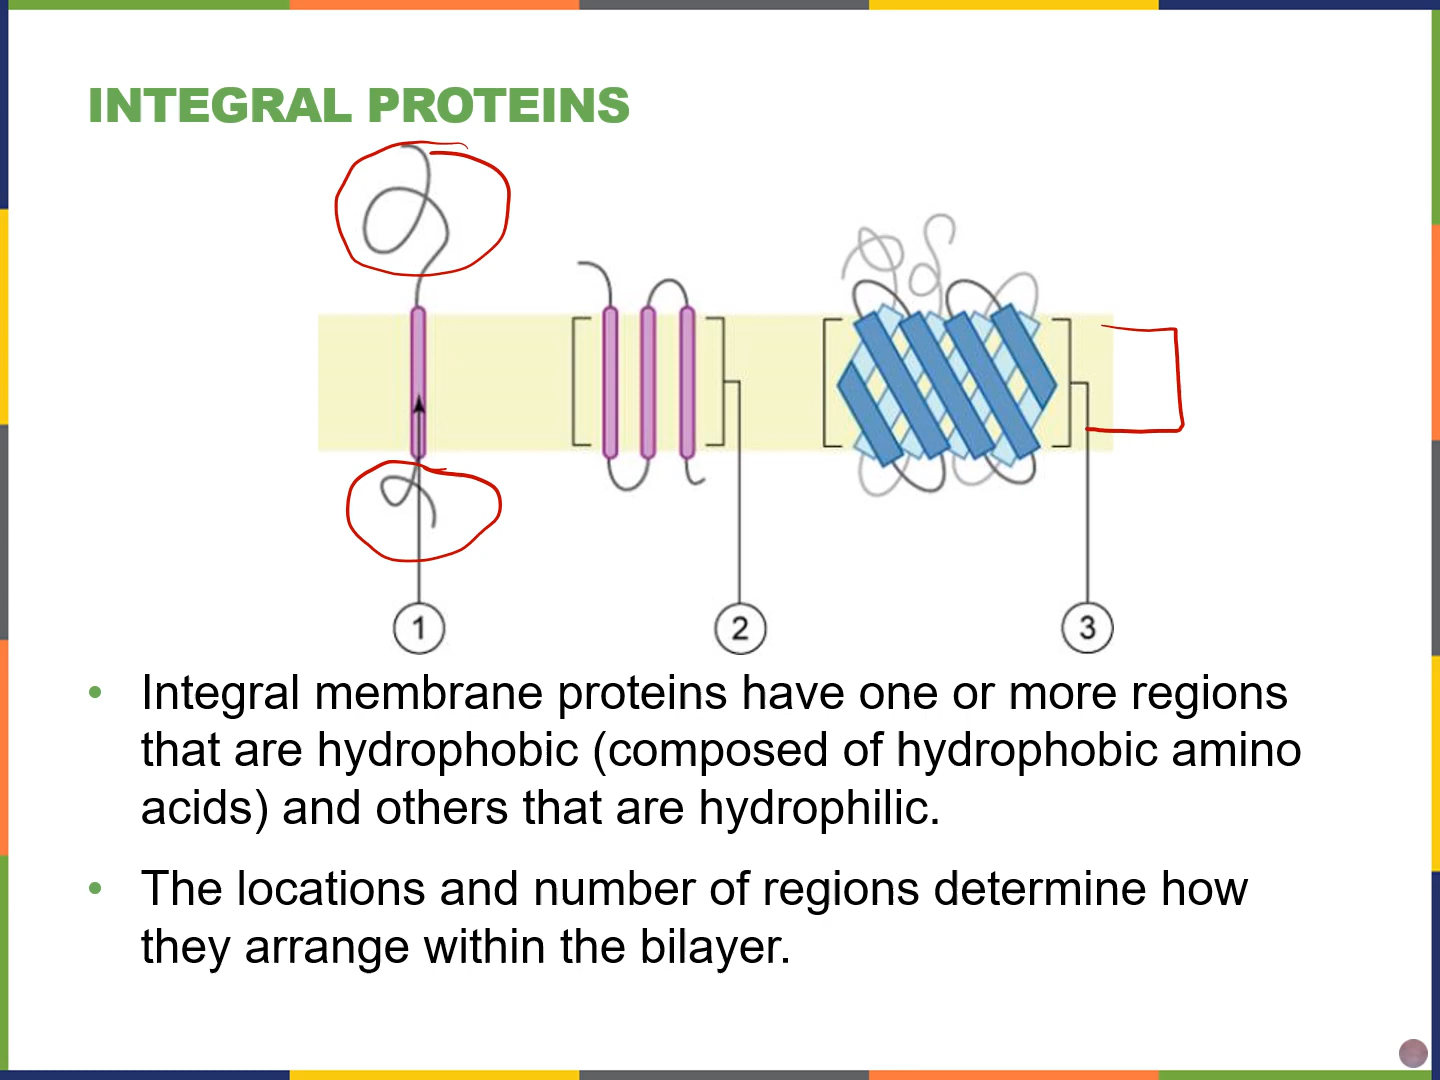 INTEGRAL PROTEINS
1 2 3
• Integral membrane proteins have one or more regions
that are hydrophobic (composed of hydrophobic amino
acids) and others that are hydrophilic.
• The locations and number of regions determine how
they arrange within the bilayer.